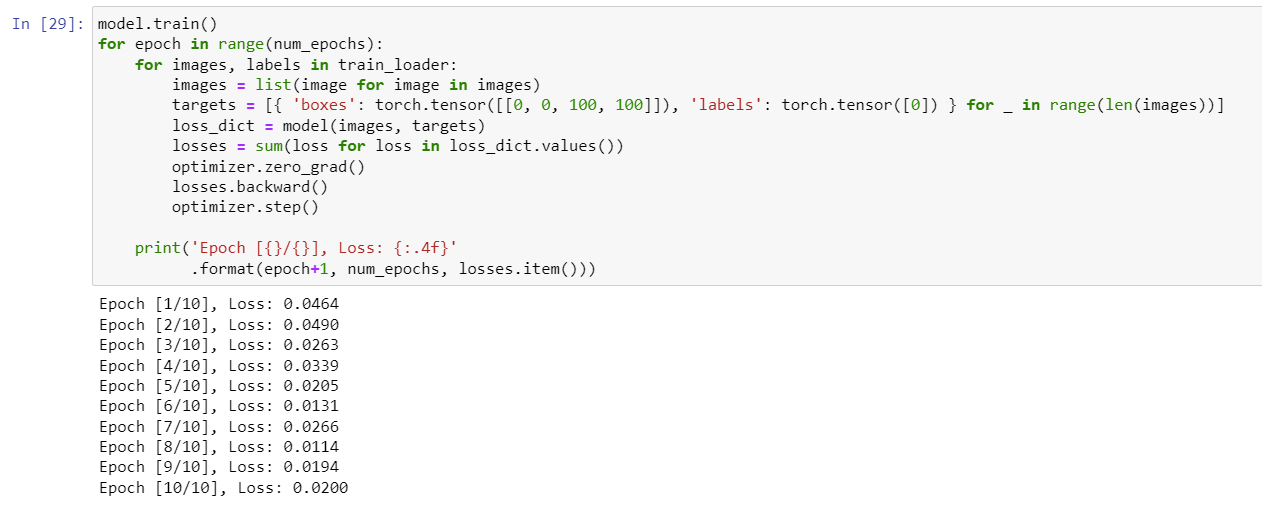 In [29]: model.train()
for epoch in range(num_epochs):
    for images, labels in train_loader:
        images = list(image for image in images)
        targets = [{ 'boxes': torch.tensor([[0, 0, 100, 100]]), 'labels': torch.tensor([0]) } for _ in range(len(images))]
        loss_dict = model(images, targets)
        losses = sum(loss for loss in loss_dict.values())
        optimizer.zero_grad()
        losses.backward()
        optimizer.step()
    print('Epoch [{}/{}], Loss: {:.4f}'
          .format(epoch+1, num_epochs, losses.item()))
Epoch [1/10], Loss: 0.0464
Epoch [2/10], Loss: 0.0490
Epoch [3/10], Loss: 0.0263
Epoch [4/10], Loss: 0.0339
Epoch [5/10], Loss: 0.0205
Epoch [6/10], Loss: 0.0131
Epoch [7/10], Loss: 0.0266
Epoch [8/10], Loss: 0.0114
Epoch [9/10], Loss: 0.0194
Epoch [10/10], Loss: 0.0200